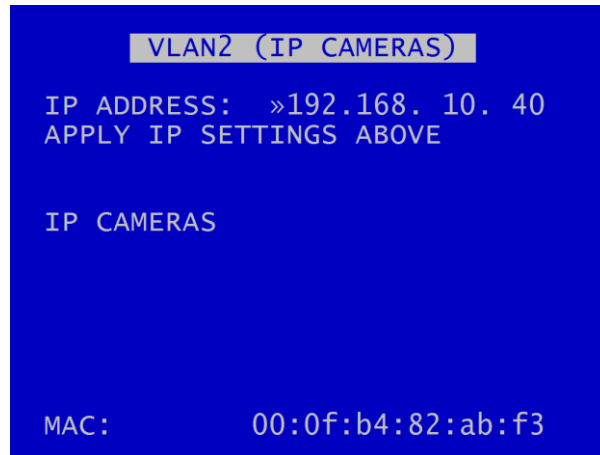 VLAN2 (IP CAMERAS)
IP ADDRESS: »192.168. 10. 40
APPLY IP SETTINGS ABOVE
IP CAMERAS
MAC: 00:0f:b4:82:ab:f3